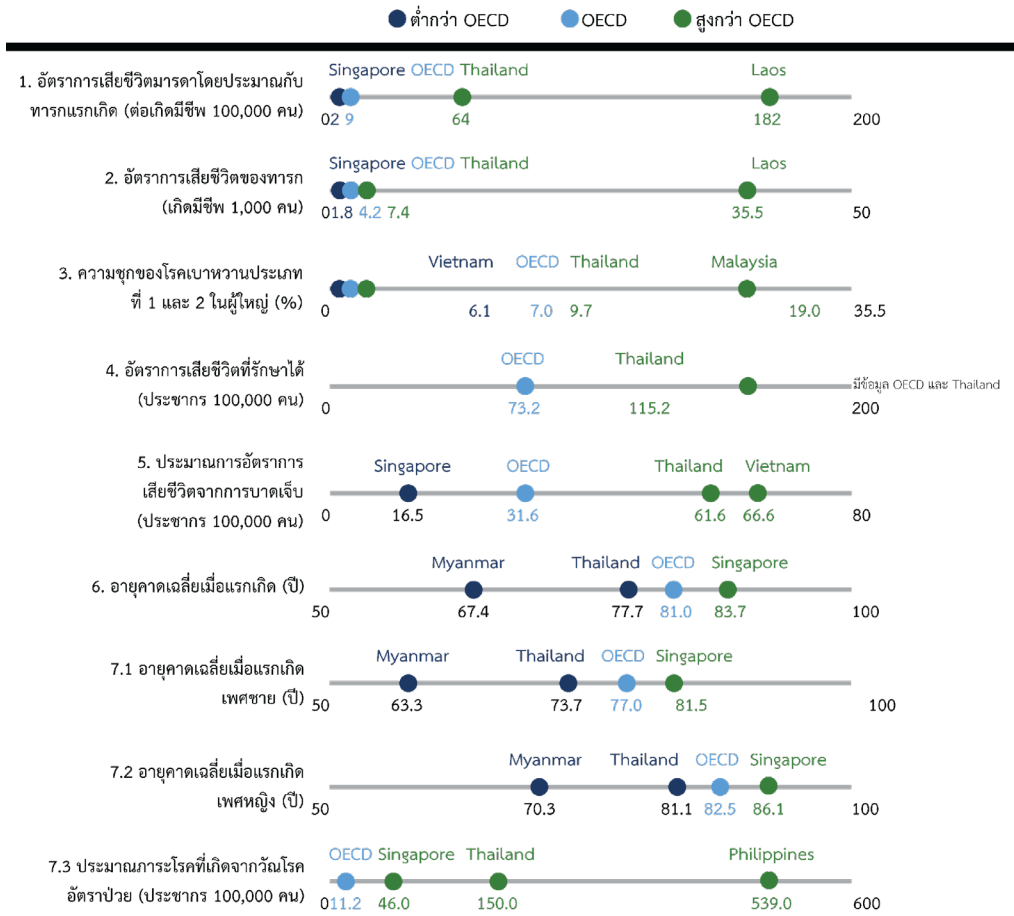 ต่ำกว่า OECD OECD สูงกว่า OECD
1. อัตราการเสียชีวิตมารดาโดยประมาณกับ
ทารกแรกเกิด (ต่อเกิดมีชีพ 100,000 คน)
Singapore OECD Thailand Laos
0 2 9 64 182 200
2. อัตราการเสียชีวิตของทารก
(เกิดมีชีพ 1,000 คน)
Singapore OECD Thailand Laos
0 1.8 4.2 7.4 35.5 50
3. ความชุกของโรคเบาหวานประเภท
ที่ 1 และ 2 ในผู้ใหญ่ (%)
Vietnam OECD Thailand Malaysia
0 6.1 7.0 9.7 19.0 35.5
4. อัตราการเสียชีวิตที่รักษาได้
(ประชากร 100,000 คน)
OECD Thailand
มีข้อมูล OECD และ Thailand
0 73.2 115.2 200
5. ประมาณการอัตราการ
เสียชีวิตจากการบาดเจ็บ
(ประชากร 100,000 คน)
Singapore OECD Thailand Vietnam
0 16.5 31.6 61.6 66.6 80
6. อายุคาดเฉลี่ยเมื่อแรกเกิด (ปี)
Myanmar Thailand OECD Singapore
50 67.4 77.7 81.0 83.7 100
7.1 อายุคาดเฉลี่ยเมื่อแรกเกิด
เพศชาย (ปี)
Myanmar Thailand OECD Singapore
50 63.3 73.7 77.0 81.5 100
7.2 อายุคาดเฉลี่ยเมื่อแรกเกิด
เพศหญิง (ปี)
Myanmar Thailand OECD Singapore
50 70.3 81.1 82.5 86.1 100
7.3 ประมาณภาระโรคที่เกิดจากวัณโรค
อัตราป่วย (ประชากร 100,000 คน)
OECD Singapore Thailand Philippines
0 11.2 46.0 150.0 539.0 600